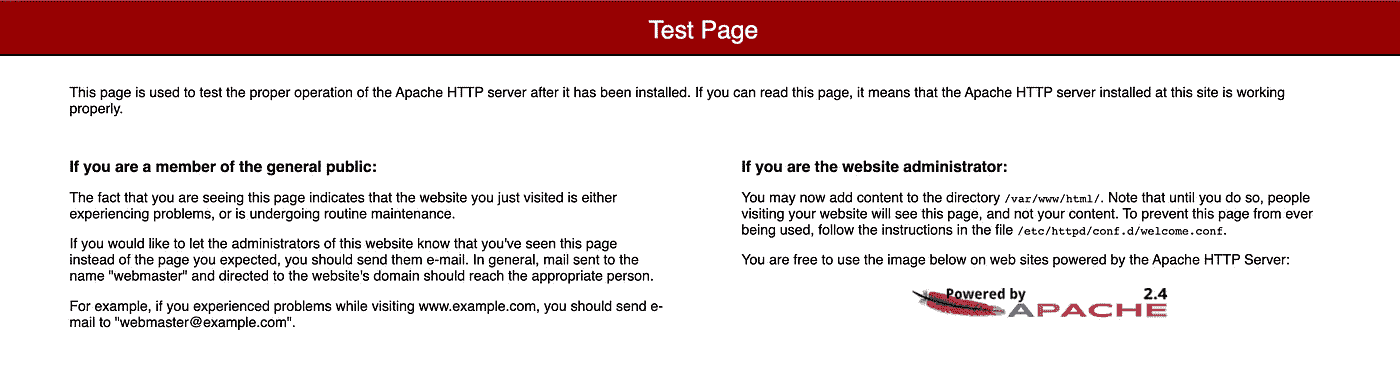 Test Page
This page is used to test the proper operation of the Apache HTTP server after it has been installed. If you can read this page, it means that the Apache HTTP server installed at this site is working
properly.
If you are a member of the general public:
The fact that you are seeing this page indicates that the website you just visited is either
experiencing problems, or is undergoing routine maintenance.
If you would like to let the administrators of this website know that you've seen this page
instead of the page you expected, you should send them e-mail. In general, mail sent to the
name "webmaster" and directed to the website's domain should reach the appropriate person.
For example, if you experienced problems while visiting www.example.com, you should send e-
mail to "webmaster@example.com".
If you are the website administrator:
You may now add content to the directory /var/www/html/. Note that until you do so, people
visiting your website will see this page, and not your content. To prevent this page from ever
being used, follow the instructions in the file /etc/httpd/conf.d/welcome.conf.
You are free to use the image below on web sites powered by the Apache HTTP Server:
Powered by 2.4
APACHE